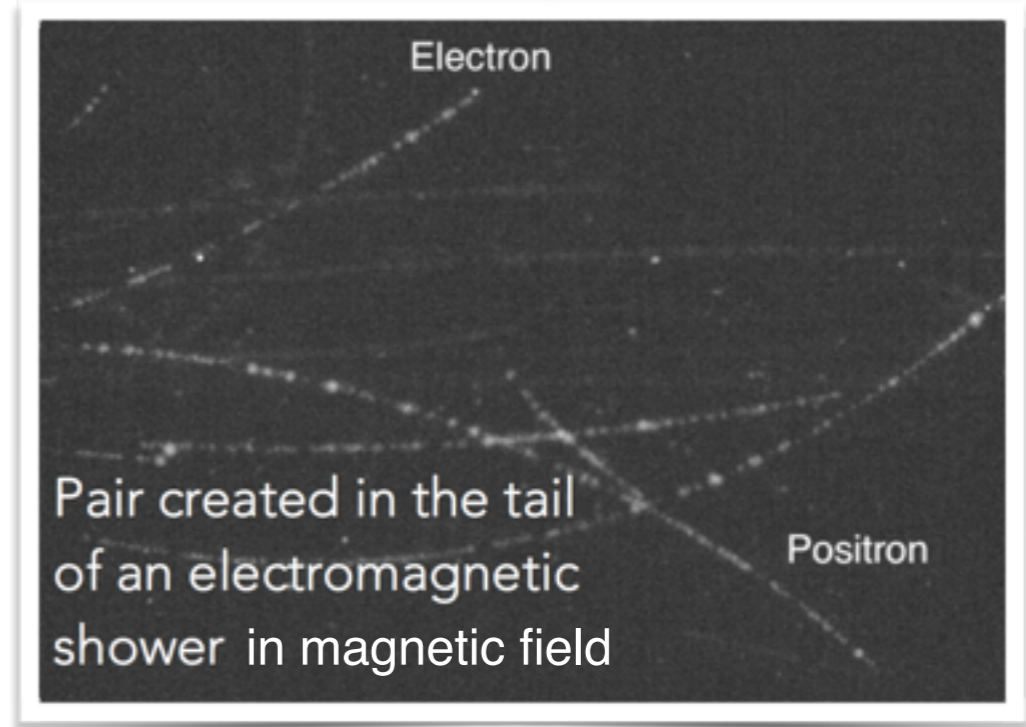 Electron
Positron
Pair created in the tail
of an electromagnetic
shower in magnetic field